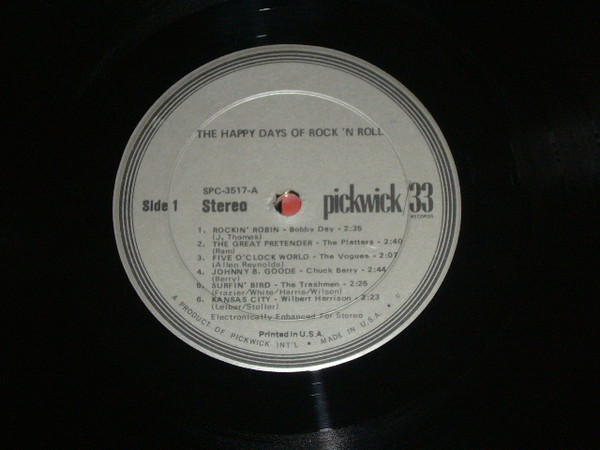 THE HAPPY DAYS OF ROCK 'N ROLL
SPC-3517-A
Side 1 Stereo pickwick/33
RECORDS
1. ROCKIN' ROBIN - Bobby Day - 2:35
(J. Thomas)
2. THE GREAT PRETENDER - The Platters - 2:40
(Ram)
3. FIVE O'CLOCK WORLD - The Vogues - 2:07
(Allen Reynolds)
4. JOHNNY B. GOODE - Chuck Berry - 2:44
(Berry)
5. SURFIN' BIRD - The Trashmen - 2:25
(Frazier/White/Harris/Wilson)
6. KANSAS CITY - Wilbert Harrison - 2:23
(Leiber/Stoller)
Electronically Enhanced For Stereo
Printed in U.S.A.
A PRODUCT OF PICKWICK INT'L. • MADE IN U.S.A.